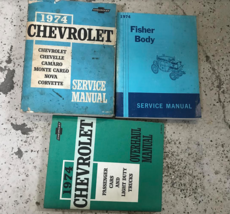 1974
CHEVROLET
CHEVROLET
CHEVELLE
CAMARO
MONTE CARLO
NOVA
CORVETTE
SERVICE
MANUAL
1974
Fisher
Body
SERVICE MANUAL
1974
CHEVROLET
PASSENGER
CARS
AND
LIGHT DUTY
TRUCKS
OVERHAUL
MANUAL